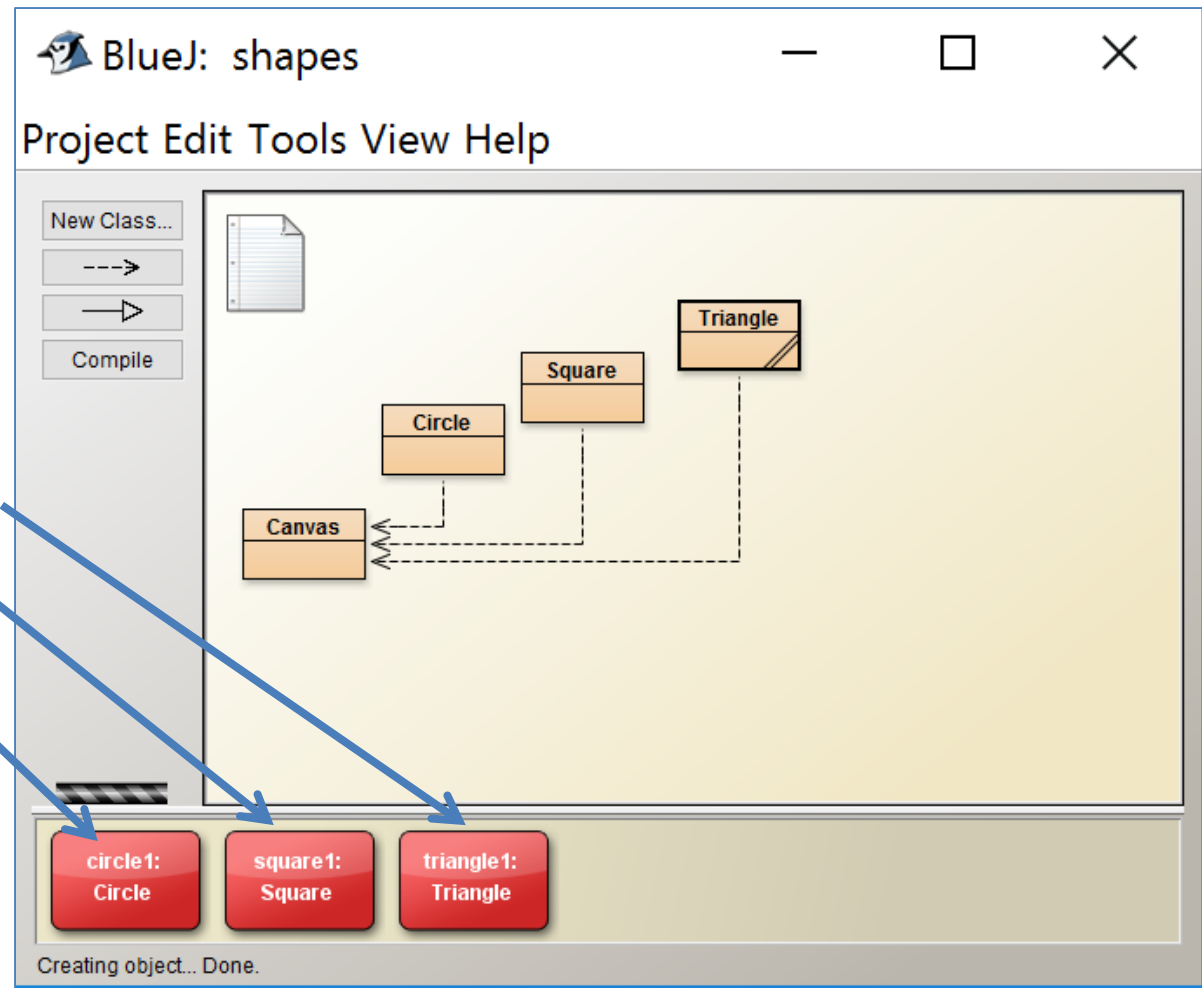 BlueJ: shapes
Project Edit Tools View Help
New Class...
Compile
Triangle
Square
Circle
Canvas
circle1:
Circle
square1:
Square
triangle1:
Triangle
Creating object... Done.